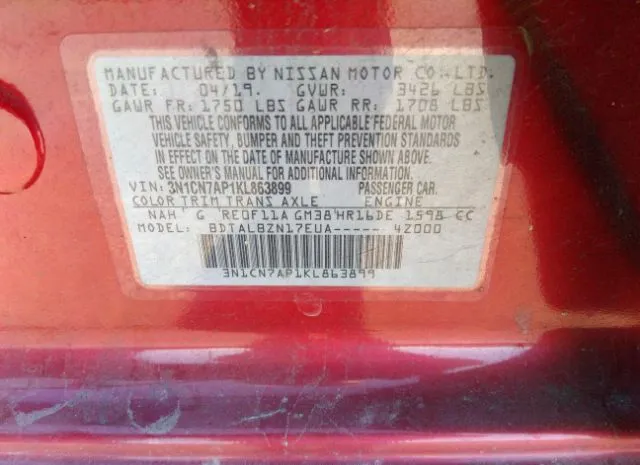 MANUFACTURED BY NISSAN MOTOR CO., LTD.
DATE: 04/19. GVWR: 3426 LBS
GAWR FR: 1750 LBS GAWR RR: 1708 LBS
THIS VEHICLE CONFORMS TO ALL APPLICABLE FEDERAL MOTOR
VEHICLE SAFETY, BUMPER AND THEFT PREVENTION STANDARDS
IN EFFECT ON THE DATE OF MANUFACTURE SHOWN ABOVE.
SEE OWNER'S MANUAL FOR ADDITIONAL INFORMATION.
VIN: 3N1CN7AP1KL863899 PASSENGER CAR.
COLOR TRIM TRANS AXLE ENGINE
NAH G RE0F11A GM38 HR16DE 1598 CC
MODEL: BDTALBZN17EUA----- 4Z000
3N1CN7AP1KL863899